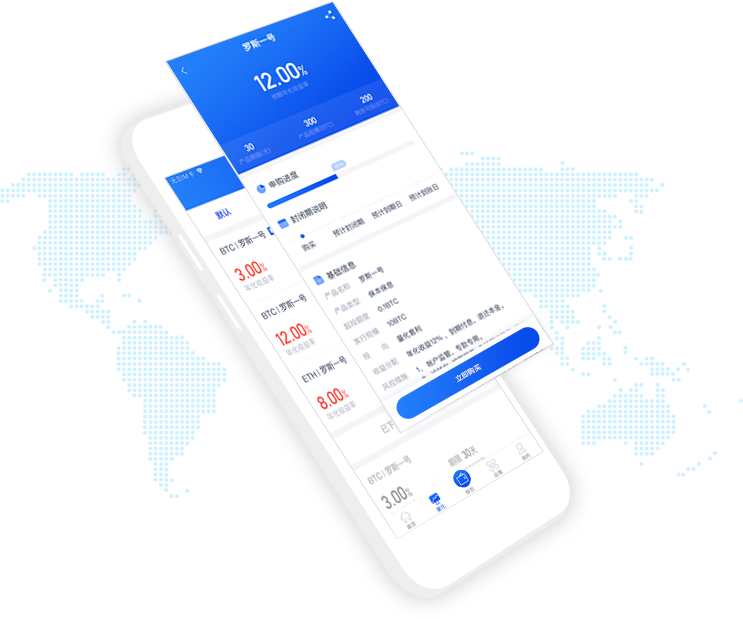 罗斯一号
12.00%
预期年化收益率
30
300
200
产品期限(天)
产品规模(BTC)
剩余可投(BTC)
申购进度
封闭期说明
购买
预计封闭期
预计到期日
预计到账日
基础信息
产品名称 罗斯一号
产品类型 保本保息
起投额度 0.1BTC
发行规模 10BTC
投 向 量化套利
收益分配 年化收益12%，到期付息，退还本金。
风控措施 1、账户监管，专款专用。
立即购买
无SIM卡
默认
BTC | 罗斯一号
3.00%
年化收益率
BTC | 罗斯一号
12.00%
年化收益率
ETH | 罗斯一号
8.00%
年化收益率
已下
BTC | 罗斯一号
3.00%
期限 30天
首页
我的